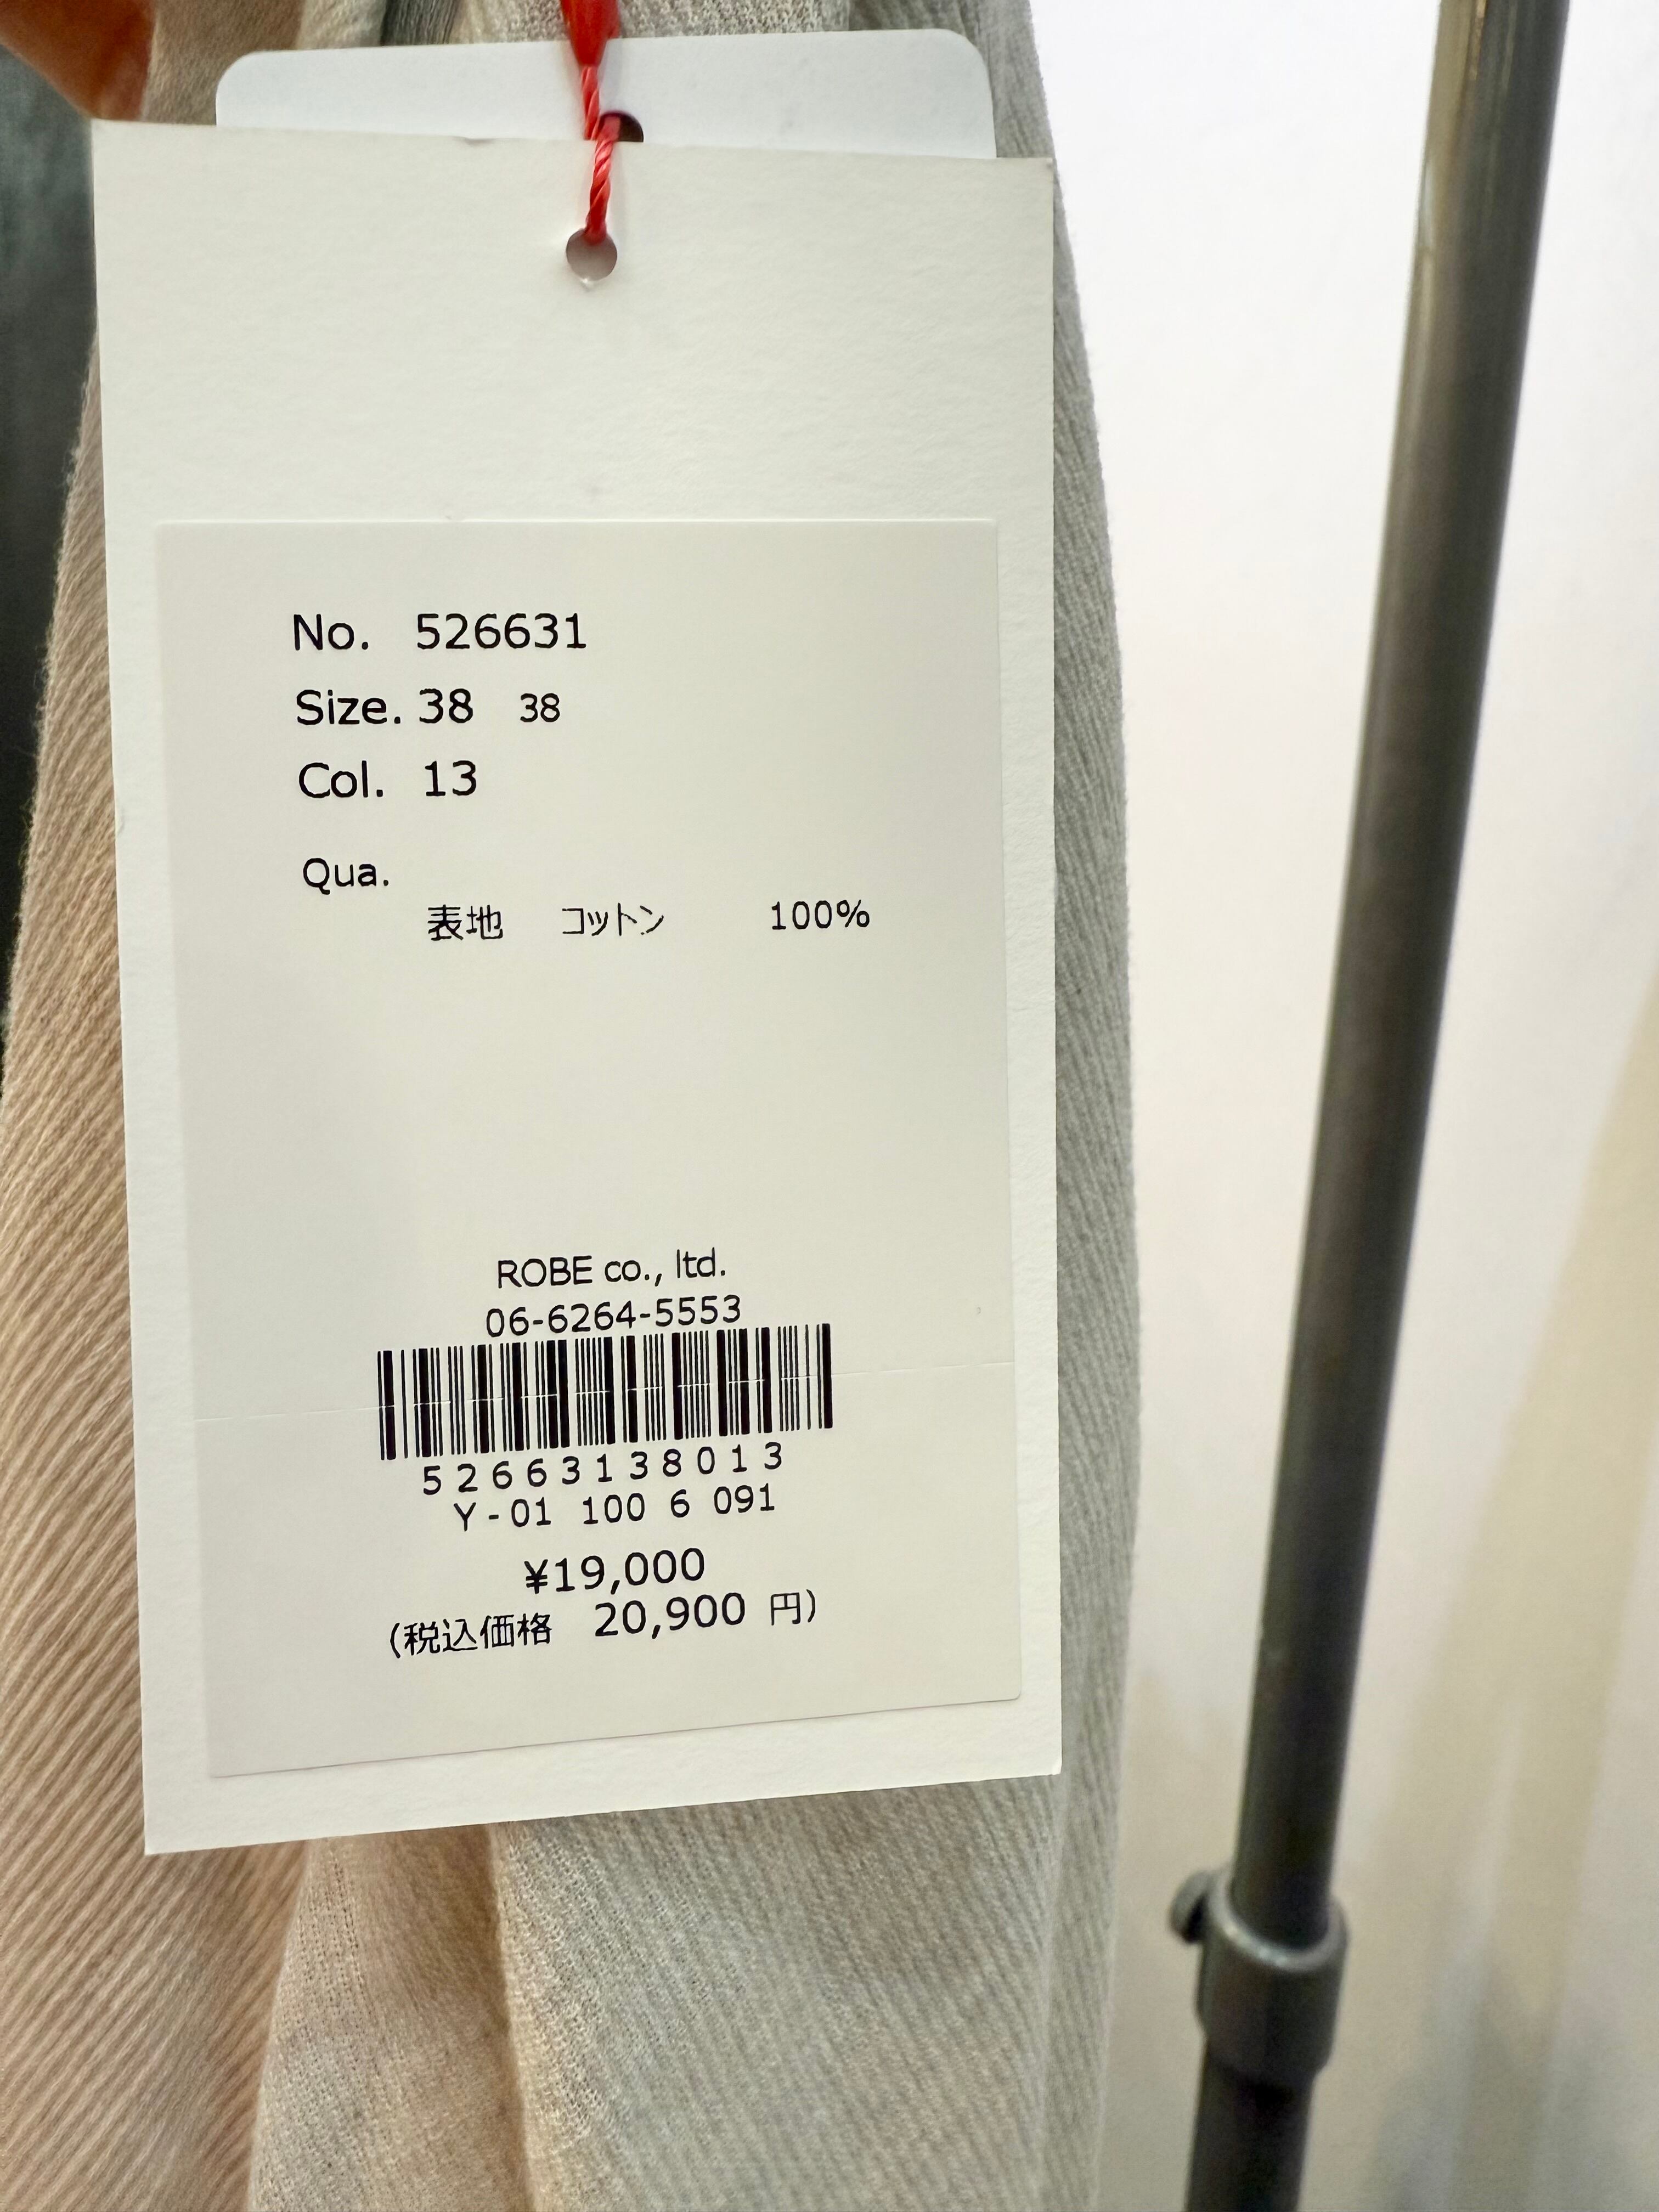 No. 526631
Size. 38 38
Col. 13
Qua.
表地 コットン 100%
ROBE co., ltd.
06-6264-5553
52663138013
Y-01 100 6 091
¥19,000
(税込価格 20,900 円)